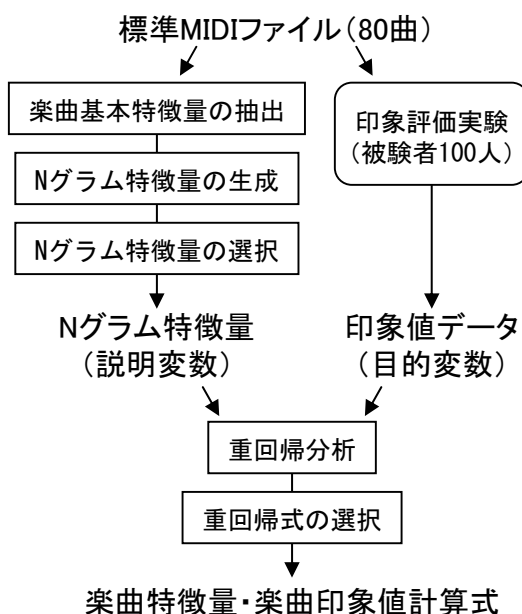 標準MIDIファイル(80曲)
楽曲基本特徴量の抽出
Nグラム特徴量の生成
Nグラム特徴量の選択
Nグラム特徴量
(説明変数)
印象評価実験
(被験者100人)
印象値データ
(目的変数)
重回帰分析
重回帰式の選択
楽曲特徴量・楽曲印象値計算式